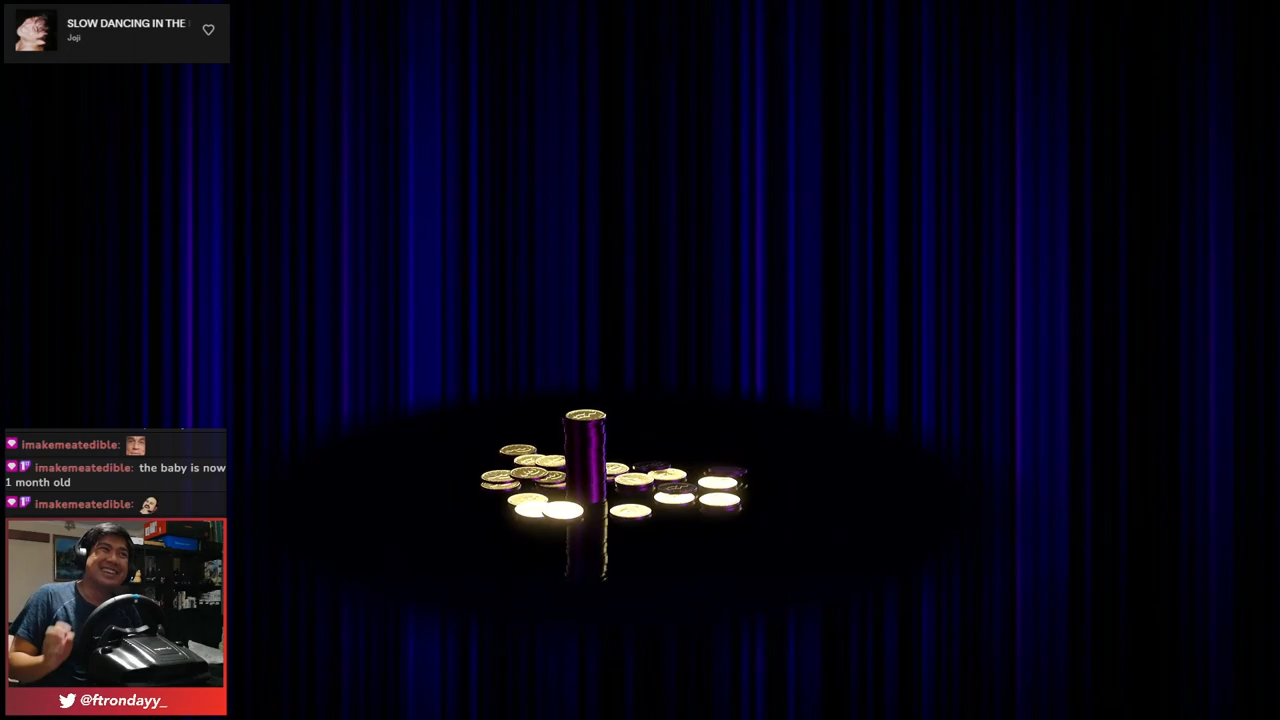 SLOW DANCING IN THE
Joji
imakemeatedible:
imakemeatedible: the baby is now
1 month old
imakemeatedible:
@ftrondayy_